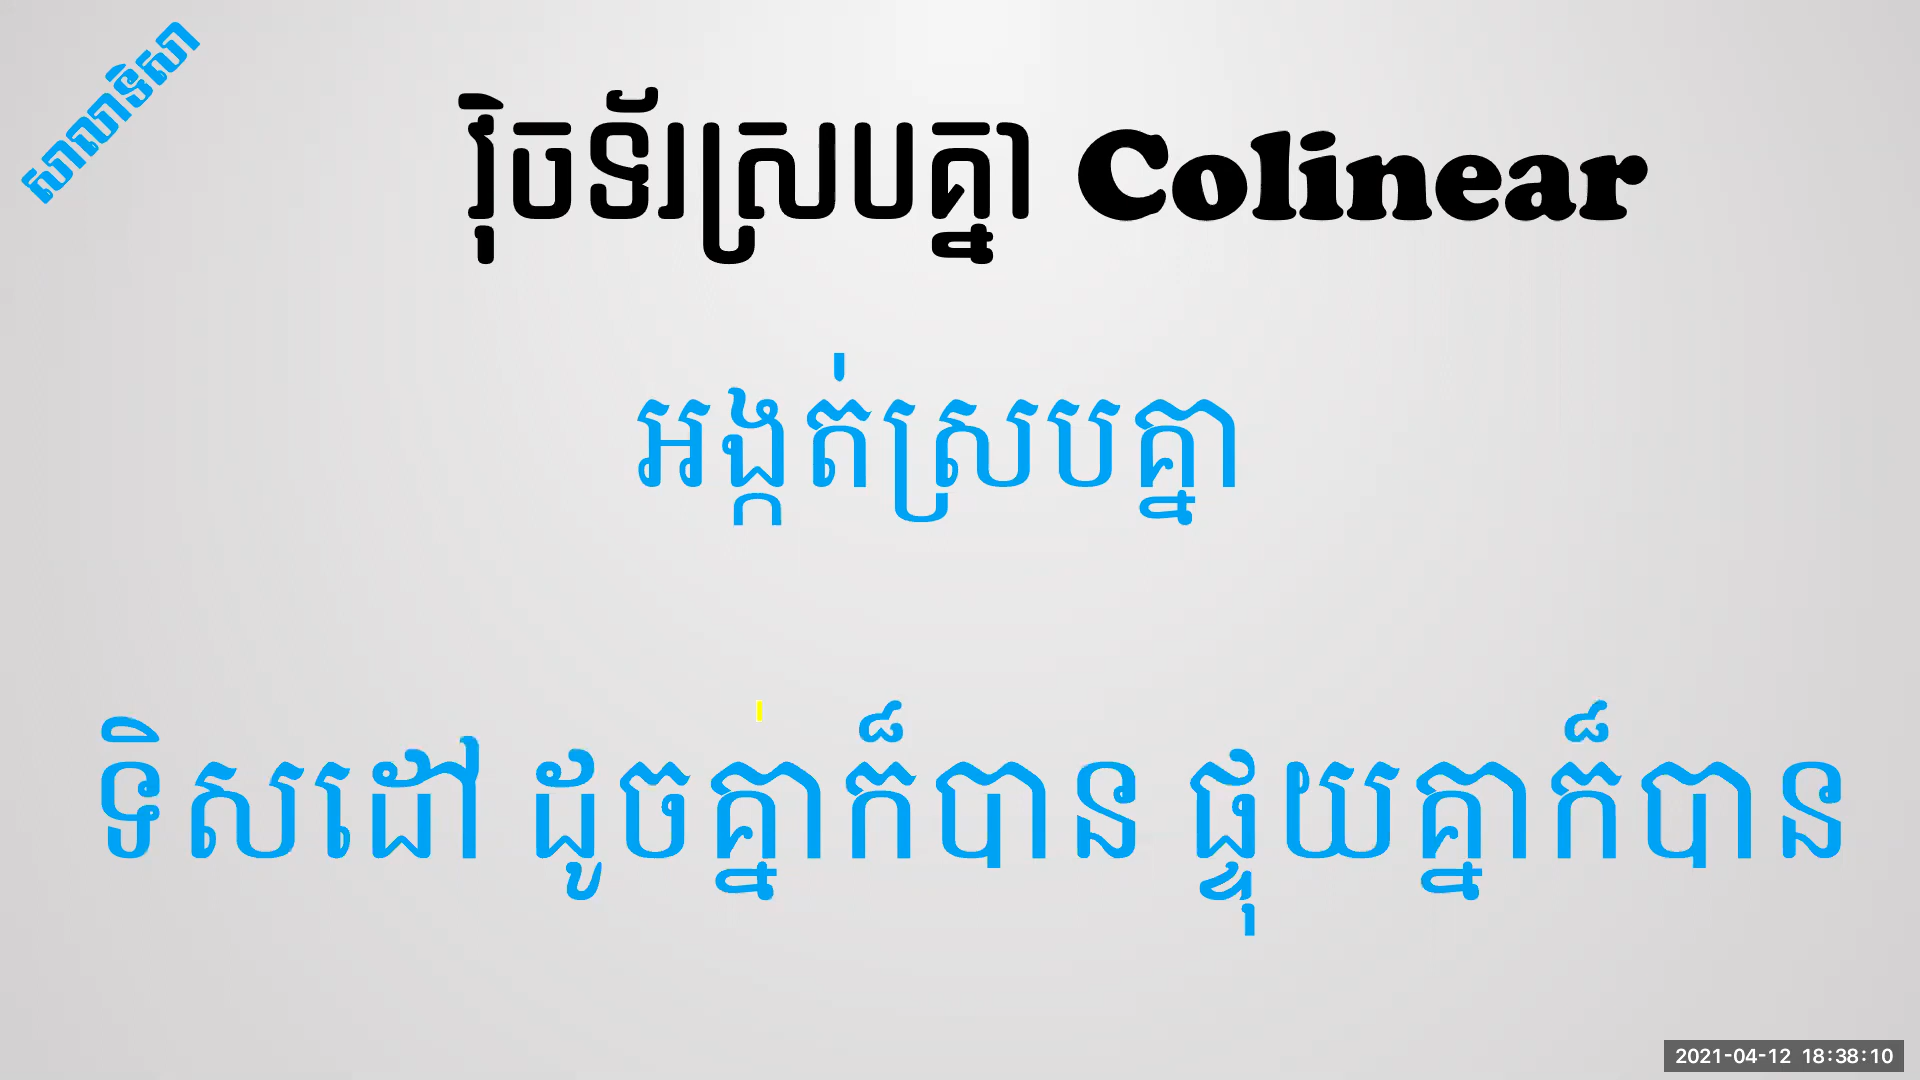 សាលាឌិសា
វ៉ិចទ័រស្របគ្នា Colinear
អង្កត់ស្របគ្នា
ទិសដៅ ដូចគ្នាក៏បាន ផ្ទុយគ្នាក៏បាន
2021-04-12 18:38:10